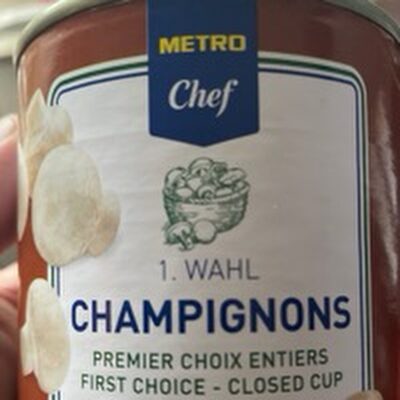 METRO
Chef
1. WAHL
CHAMPIGNONS
PREMIER CHOIX ENTIERS
FIRST CHOICE - CLOSED CUP